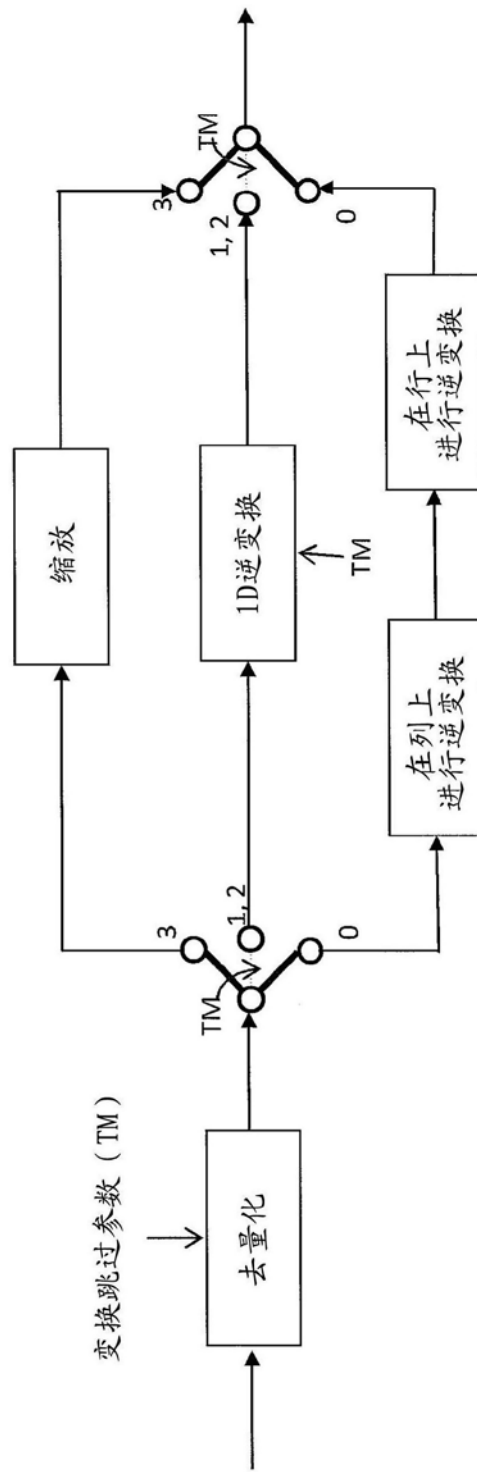 变换跳过参数（TM）
去量化
TM
3
1,2
0
缩放
1D逆变换
TM
在列上
进行逆变换
在行上
进行逆变换
3
1, 2
0
TM